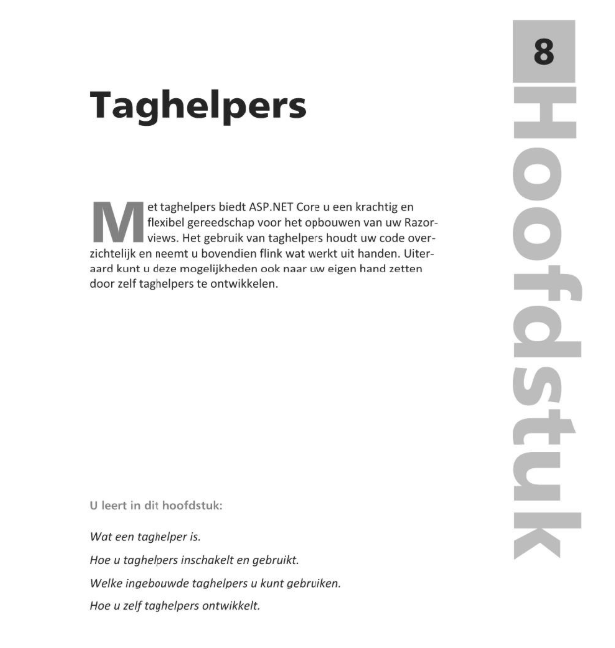 8
Hoofdstuk
Taghelpers
Met taghelpers biedt ASP.NET Core u een krachtig en
flexibel gereedschap voor het opbouwen van uw Razor-
views. Het gebruik van taghelpers houdt uw code over-
zichtelijk en neemt u bovendien flink wat werkt uit handen. Uiter-
aard kunt u deze mogelijkheden ook naar uw eigen hand zetten
door zelf taghelpers te ontwikkelen.
U leert in dit hoofdstuk:
Wat een taghelper is.
Hoe u taghelpers inschakelt en gebruikt.
Welke ingebouwde taghelpers u kunt gebruiken.
Hoe u zelf taghelpers ontwikkelt.